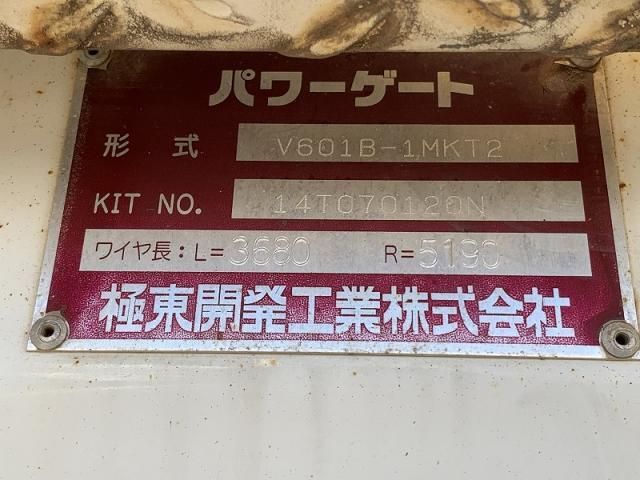 パワーゲート
形 式 V601B-1MKT2
KIT NO. 14T070120N
ワイヤ長:L=3680 R=5190
極東開発工業株式会社